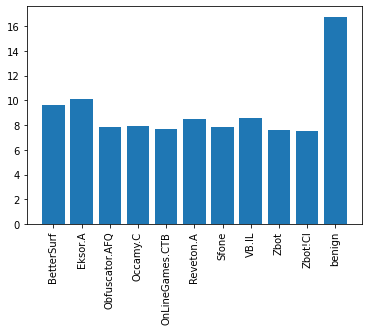 16
14
12
10
8
6
4
2
0
BetterSurf
Eksor.A
Obfuscator.AFQ
Occamy.C
OnLineGames.CTB
Reveton.A
Sfone
VB.IL
Zbot
Zbot!CI
benign